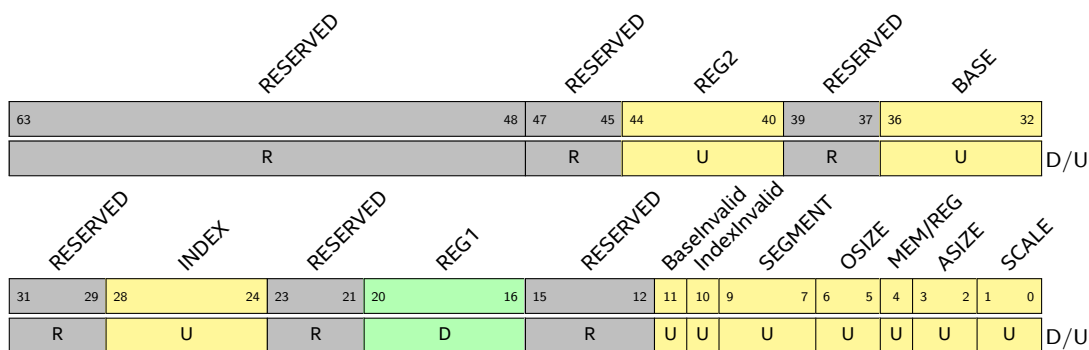 RESERVED RESERVED REG2 RESERVED BASE
63 48 47 45 44 40 39 37 36 32
R R U R U D/U
RESERVED INDEX RESERVED REG1 RESERVED BaseInvalid IndexInvalid SEGMENT OSIZE MEM/REG ASIZE SCALE
31 29 28 24 23 21 20 16 15 12 11 10 9 7 6 5 4 3 2 1 0
R U R D R U U U U U U U D/U